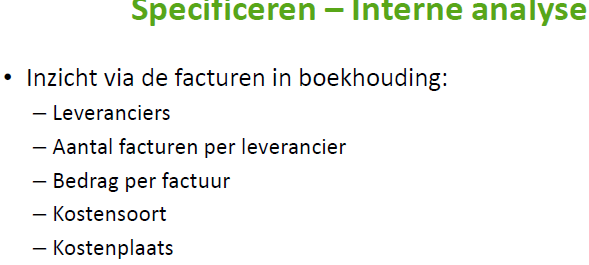 Specificeren – Interne analyse
• Inzicht via de facturen in boekhouding:
– Leveranciers
– Aantal facturen per leverancier
– Bedrag per factuur
– Kostensoort
– Kostenplaats